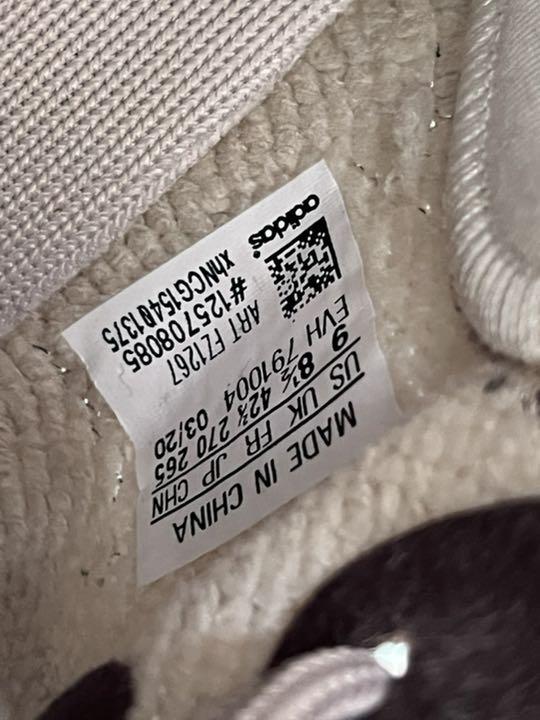 MADE IN CHINA
US UK FR JP CHN
9 8½ 42⅔ 270 265
EVH 791004 03/20
ART FZ1267
#125708085
XhNCG15401375
adidas